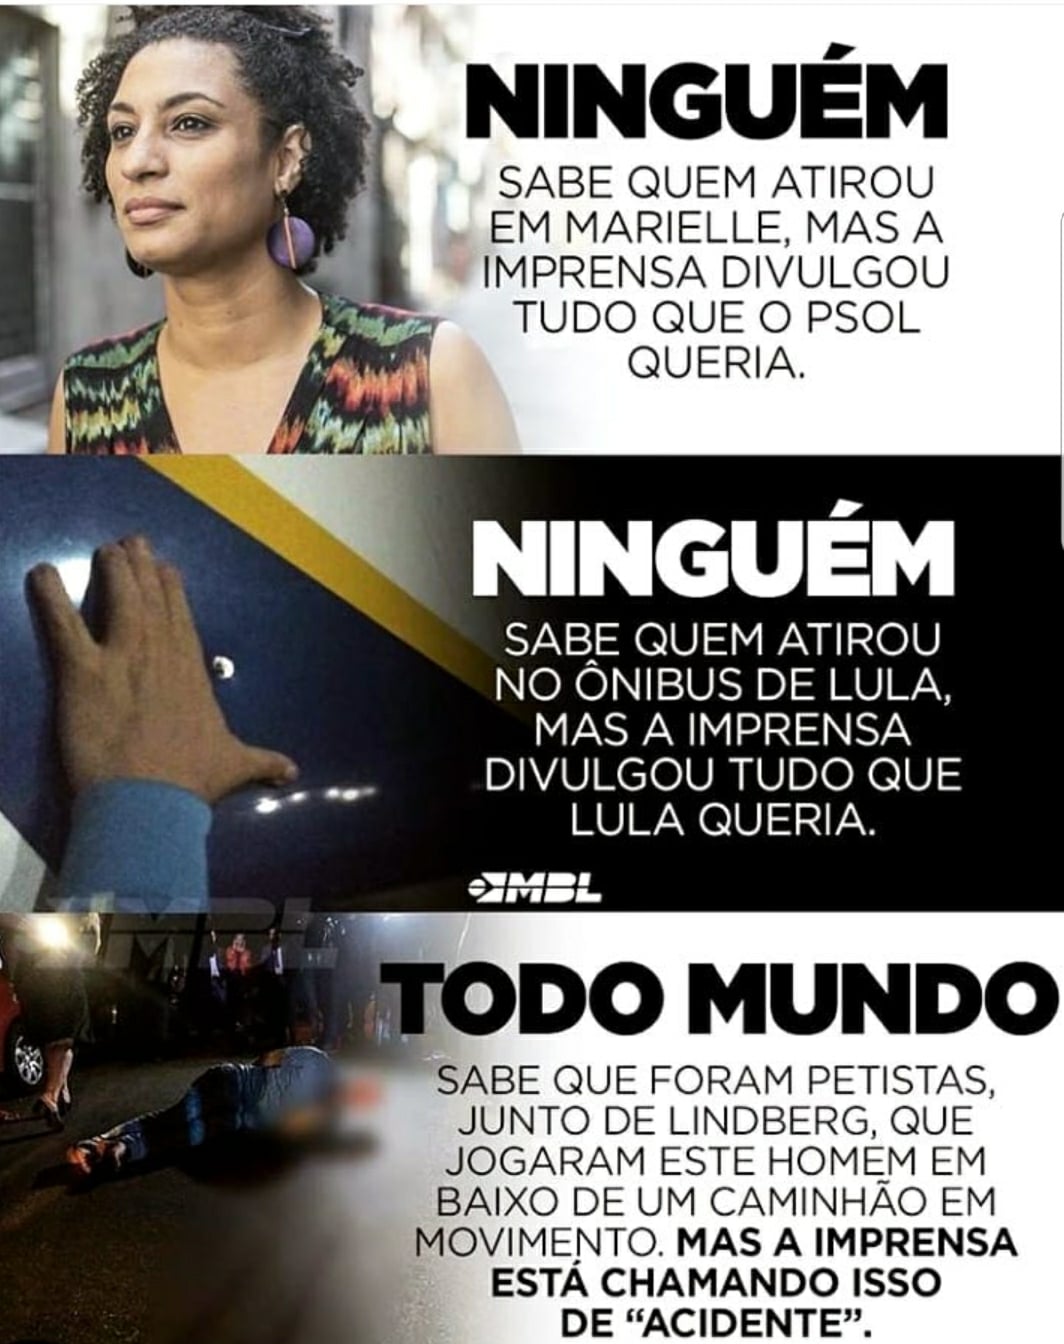 NINGUÉM
SABE QUEM ATIROU
EM MARIELLE, MAS A
IMPRENSA DIVULGOU
TUDO QUE O PSOL
QUERIA.
NINGUÉM
SABE QUEM ATIROU
NO ÔNIBUS DE LULA,
MAS A IMPRENSA
DIVULGOU TUDO QUE
LULA QUERIA.
MBL
MBL
TODO MUNDO
SABE QUE FORAM PETISTAS,
JUNTO DE LINDBERG, QUE
JOGARAM ESTE HOMEM EM
BAIXO DE UM CAMINHÃO EM
MOVIMENTO. MAS A IMPRENSA
ESTÁ CHAMANDO ISSO
DE “ACIDENTE”.